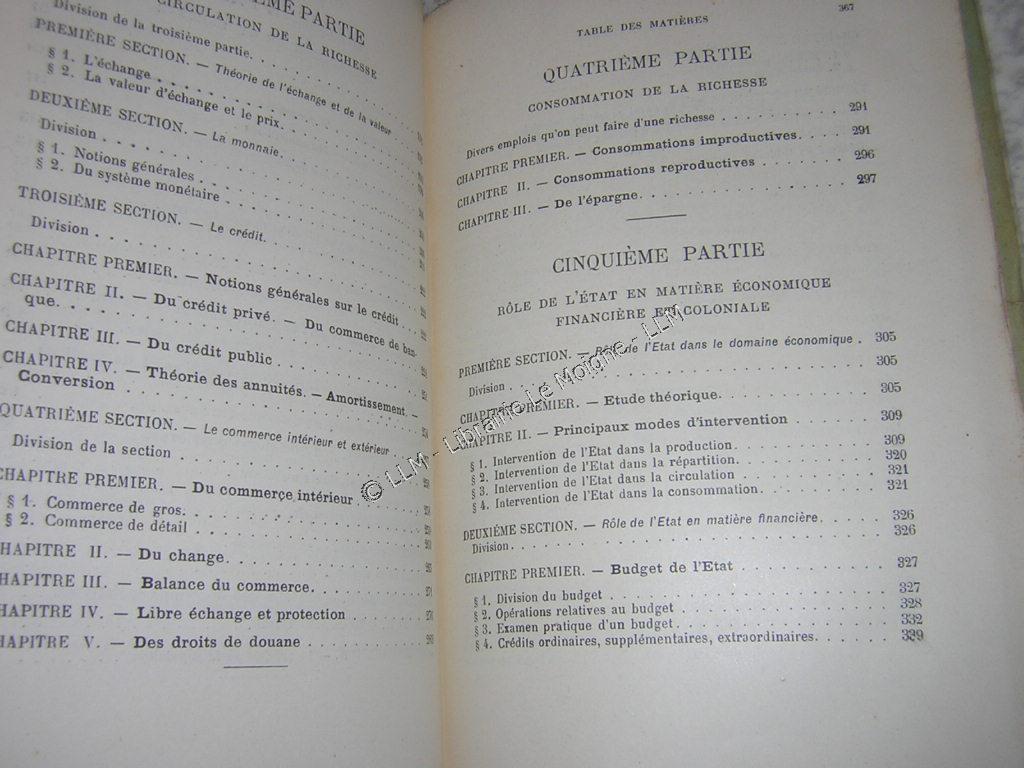 CIRCULATION DE LA RICHESSE
Division de la troisième partie.
PREMIÈRE SECTION. — Théorie de l'échange et de la valeur
§ 1. L'échange
§ 2. La valeur d'échange et le prix.
DEUXIÈME SECTION. — La monnaie.
Division
§ 1. Notions générales
§ 2. Du système monétaire
TROISIÈME SECTION. — Le crédit.
Division
CHAPITRE PREMIER. — Notions générales sur le crédit
CHAPITRE II. — Du crédit privé. — Du commerce de ban-
que.
CHAPITRE III. — Du crédit public
CHAPITRE IV. — Théorie des annuités. — Amortissement. —
Conversion
QUATRIÈME SECTION. — Le commerce intérieur et extérieur
Division de la section
CHAPITRE PREMIER. — Du commerce intérieur
§ 1. Commerce de gros.
§ 2. Commerce de détail
CHAPITRE II. — Du change.
CHAPITRE III. — Balance du commerce.
CHAPITRE IV. — Libre échange et protection
CHAPITRE V. — Des droits de douane
TABLE DES MATIÈRES 367
QUATRIÈME PARTIE
CONSOMMATION DE LA RICHESSE
Divers emplois qu'on peut faire d'une richesse 291
CHAPITRE PREMIER. — Consommations improductives. 291
CHAPITRE II. — Consommations reproductives 296
CHAPITRE III. — De l'épargne. 297
CINQUIÈME PARTIE
RÔLE DE L'ÉTAT EN MATIÈRE ÉCONOMIQUE
FINANCIÈRE ET COLONIALE
PREMIÈRE SECTION. — Rôle de l'Etat dans le domaine économique. 305
Division 305
CHAPITRE PREMIER. — Etude théorique. 305
CHAPITRE II. — Principaux modes d'intervention 309
§ 1. Intervention de l'Etat dans la production. 309
§ 2. Intervention de l'Etat dans la répartition. 320
§ 3. Intervention de l'Etat dans la circulation 321
§ 4. Intervention de l'Etat dans la consommation. 321
DEUXIÈME SECTION. — Rôle de l'Etat en matière financière. 326
Division. 326
CHAPITRE PREMIER. — Budget de l'Etat 327
§ 1. Division du budget 327
§ 2. Opérations relatives au budget 328
§ 3. Examen pratique d'un budget. 332
§ 4. Crédits ordinaires, supplémentaires, extraordinaires. 339
© LLM - Librairie Le Moigne - LLM